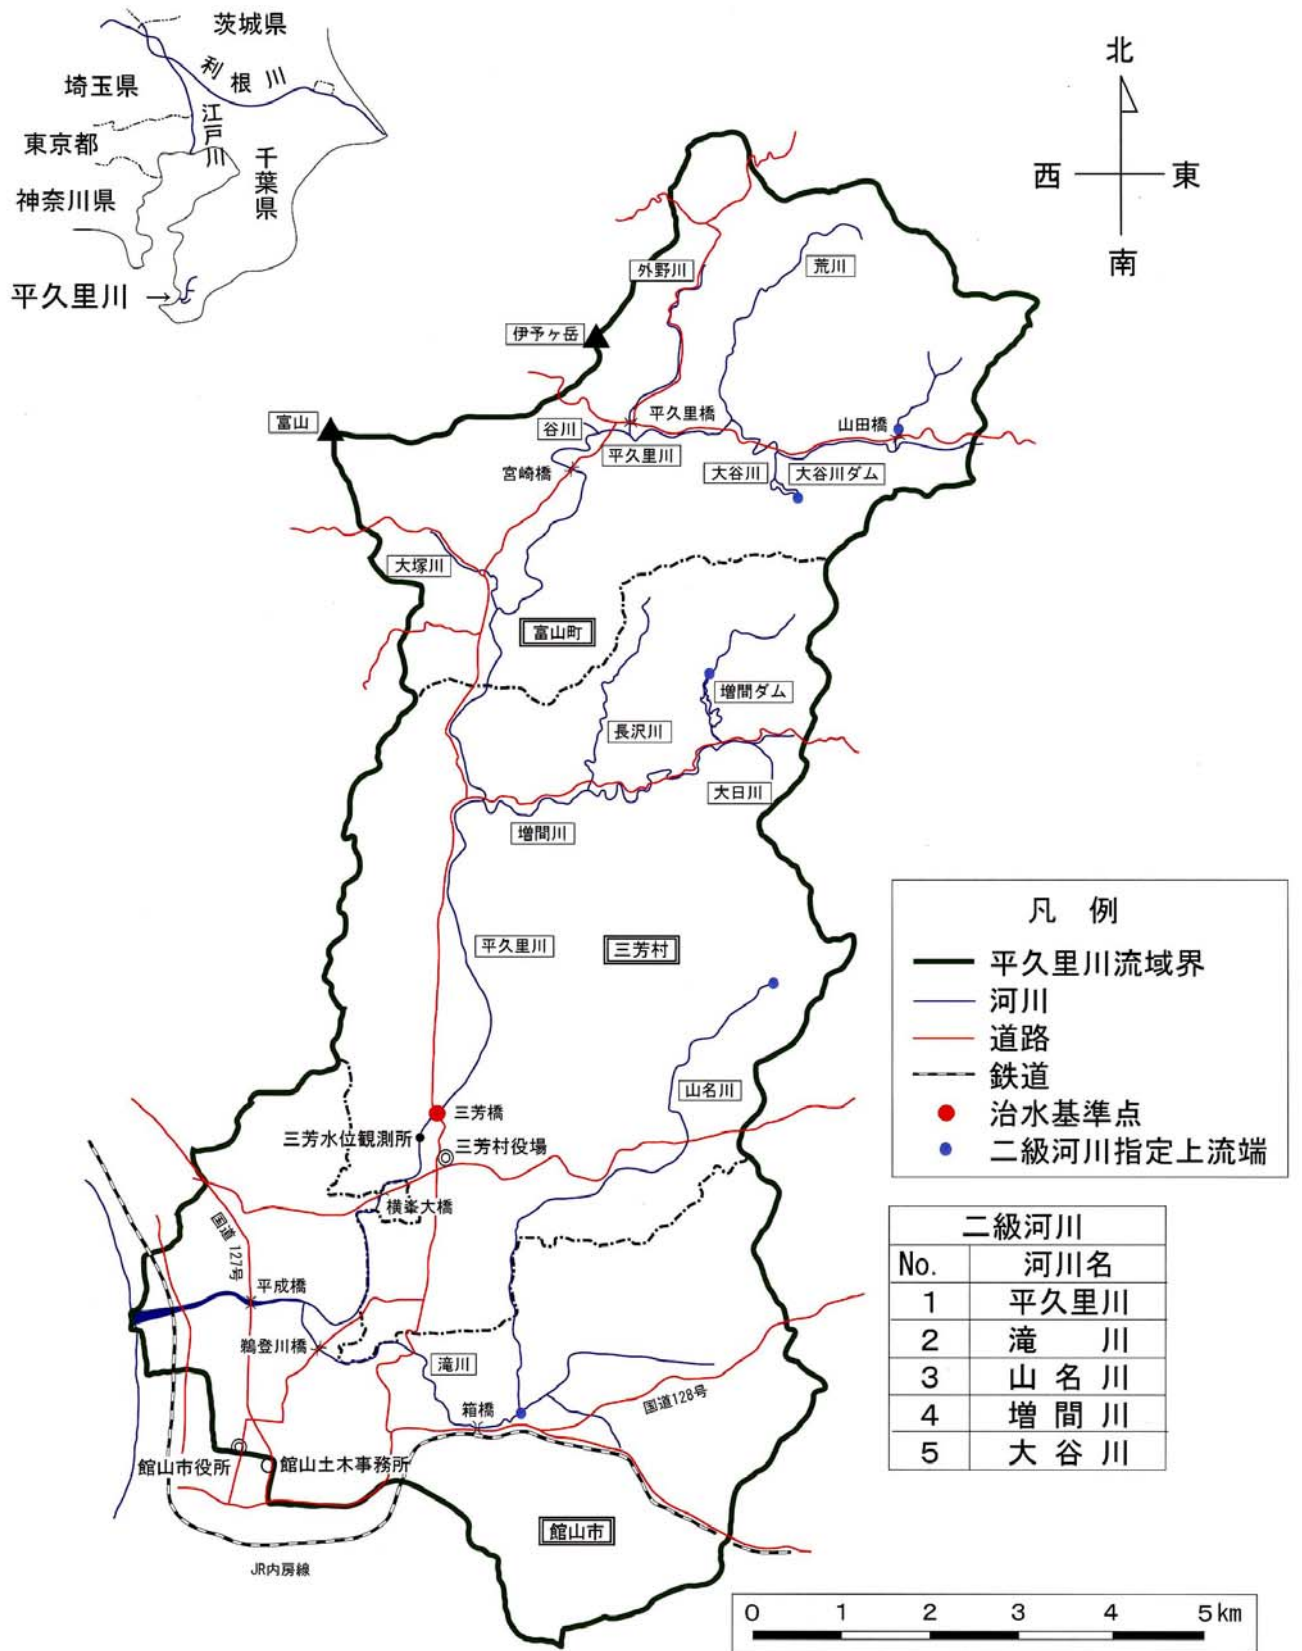 茨城県
利根川
埼玉県
江戸川
東京都
千葉県
神奈川県
平久里川
北
西
東
南
外野川
荒川
伊予ヶ岳
富山
平久里橋
谷川
山田橋
平久里川
宮崎橋
大谷川
大谷川ダム
大塚川
富山町
増間ダム
長沢川
大日川
増間川
平久里川
三芳村
山名川
三芳橋
三芳水位観測所
三芳村役場
横峯大橋
国道127号
平成橋
鵜登川橋
滝川
箱橋
国道128号
館山市役所
館山土木事務所
館山市
JR内房線
凡 例
平久里川流域界
河川
道路
鉄道
治水基準点
二級河川指定上流端
二級河川
No. 河川名
1 平久里川
2 滝 川
3 山 名 川
4 増 間 川
5 大 谷 川
0 1 2 3 4 5km